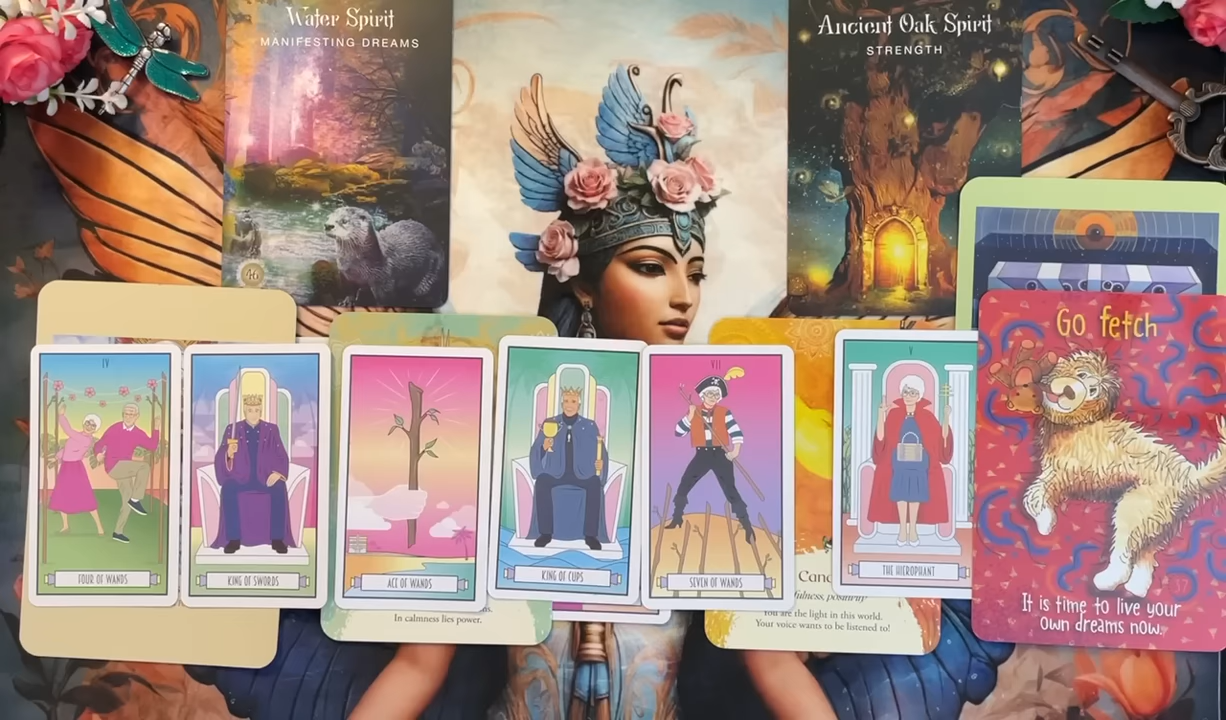 Water Spirit
MANIFESTING DREAMS
46
Ancient Oak Spirit
STRENGTH
IV
FOUR OF WANDS
KING OF SWORDS
ACE OF WANDS
In calmness lies power.
KING OF CUPS
VII
SEVEN OF WANDS
You are the light in this world.
Your voice wants to be listened to!
V
THE HIEROPHANT
Go fetch
37
It is time to live your
own dreams now.